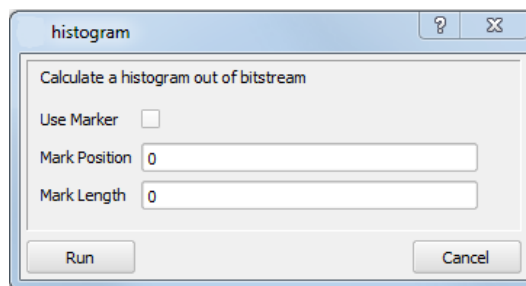 histogram
?
Calculate a histogram out of bitstream
Use Marker
Mark Position 0
Mark Length 0
Run Cancel